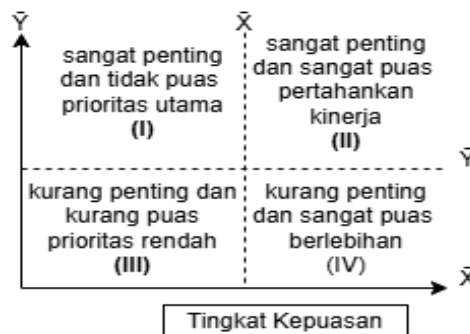 Ȳ
X̄
sangat penting
dan tidak puas
prioritas utama
(I)
sangat penting
dan sangat puas
pertahankan
kinerja
(II)
Ȳ
kurang penting dan
kurang puas
prioritas rendah
(III)
kurang penting
dan sangat puas
berlebihan
(IV)
X̄
Tingkat Kepuasan